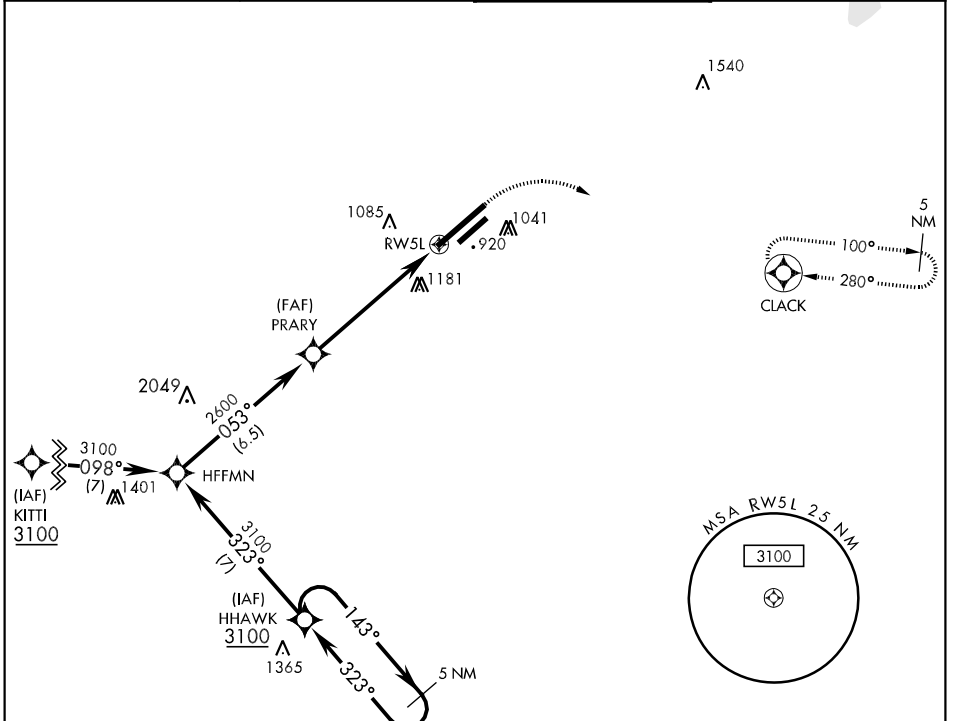 1540
5
NM
1085
1041
RW5L
.920
100°
280°
CLACK
1181
(FAF)
PRARY
2049
2600
053°
(6.5)
3100
098°
(7)
1401
HFFMN
(IAF)
KITTI
3100
3100
323°
(7)
MSA RW5L 25 NM
3100
(IAF)
HHAWK
3100
143°
1365
323°
5 NM